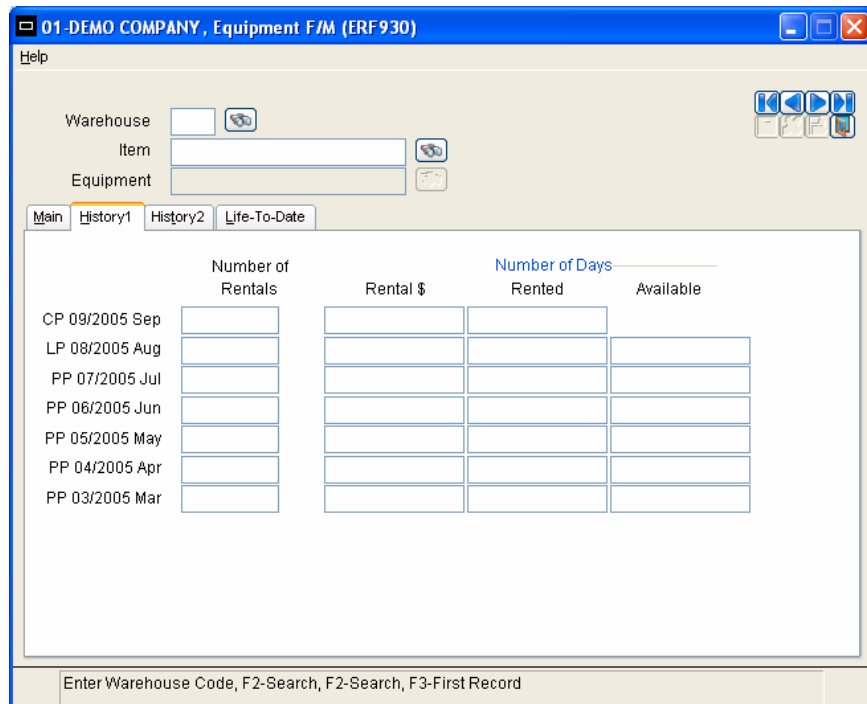 01-DEMO COMPANY, Equipment F/M (ERF930)
Help
Warehouse
Item
Equipment
Main History1 History2 Life-To-Date
Number of Rentals Rental $ Number of Days Rented Available
CP 09/2005 Sep
LP 08/2005 Aug
PP 07/2005 Jul
PP 06/2005 Jun
PP 05/2005 May
PP 04/2005 Apr
PP 03/2005 Mar
Enter Warehouse Code, F2-Search, F2-Search, F3-First Record